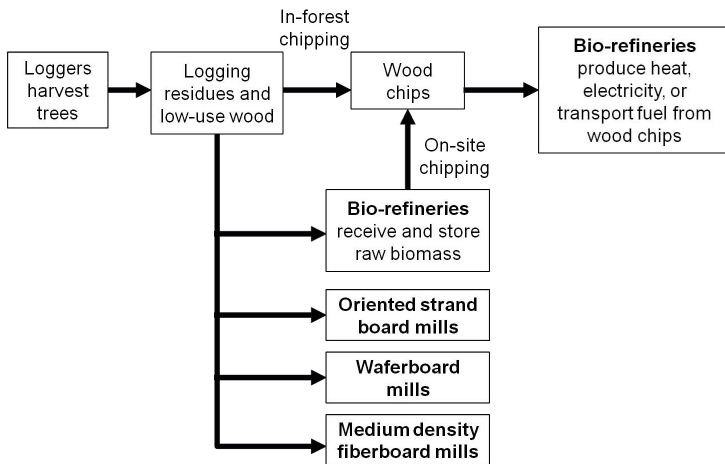 In-forest
chipping
Loggers
harvest
trees
Logging
residues and
low-use wood
Wood
chips
Bio-refineries
produce heat,
electricity, or
transport fuel from
wood chips
On-site
chipping
Bio-refineries
receive and store
raw biomass
Oriented strand
board mills
Waferboard
mills
Medium density
fiberboard mills